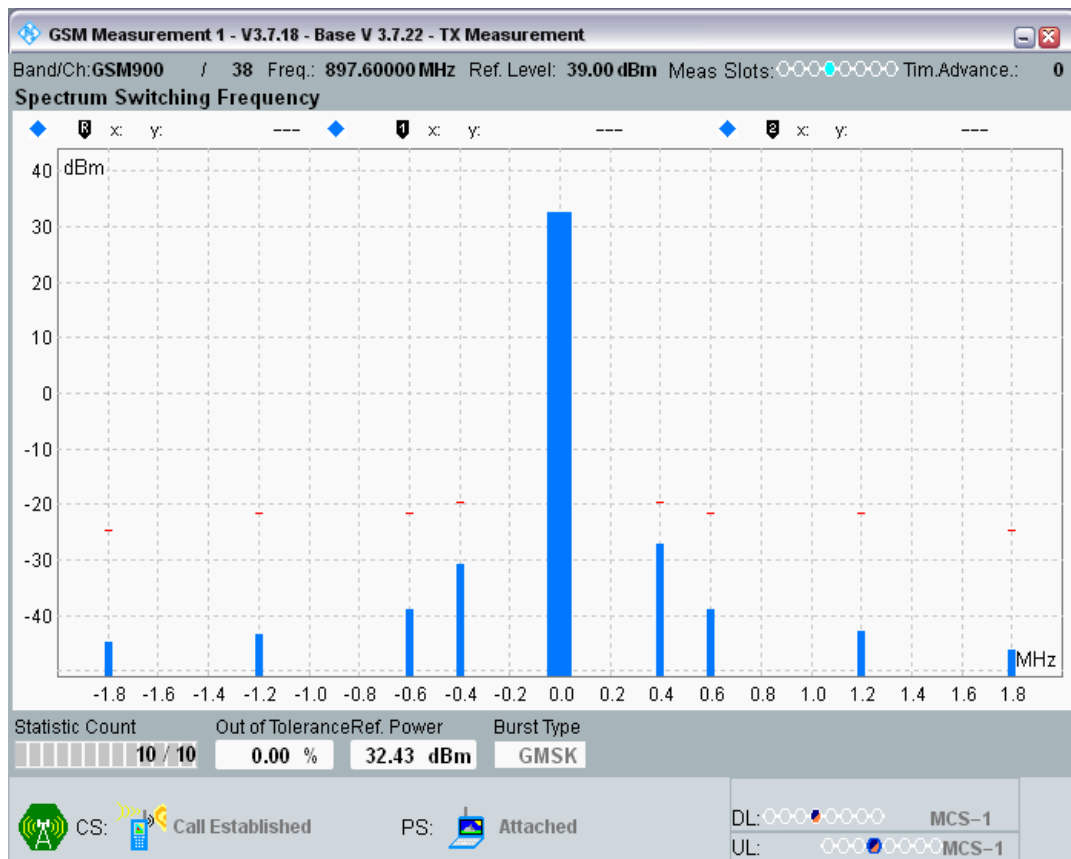 GSM Measurement 1 - V3.7.18 - Base V 3.7.22 - TX Measurement
Band/Ch:GSM900 / 38 Freq.: 897.60000 MHz Ref. Level: 39.00 dBm Meas Slots: Tim.Advance.: 0
Spectrum Switching Frequency
R x: y: --- 1 x: y: --- 2 x: y: ---
40 dBm
30
20
10
0
-10
-20
-30
-40
MHz
-1.8 -1.6 -1.4 -1.2 -1.0 -0.8 -0.6 -0.4 -0.2 0.0 0.2 0.4 0.6 0.8 1.0 1.2 1.4 1.6 1.8
Statistic Count Out of Tolerance Ref. Power Burst Type
10 / 10 0.00 % 32.43 dBm GMSK
CS: Call Established PS: Attached DL: MCS-1
UL: MCS-1